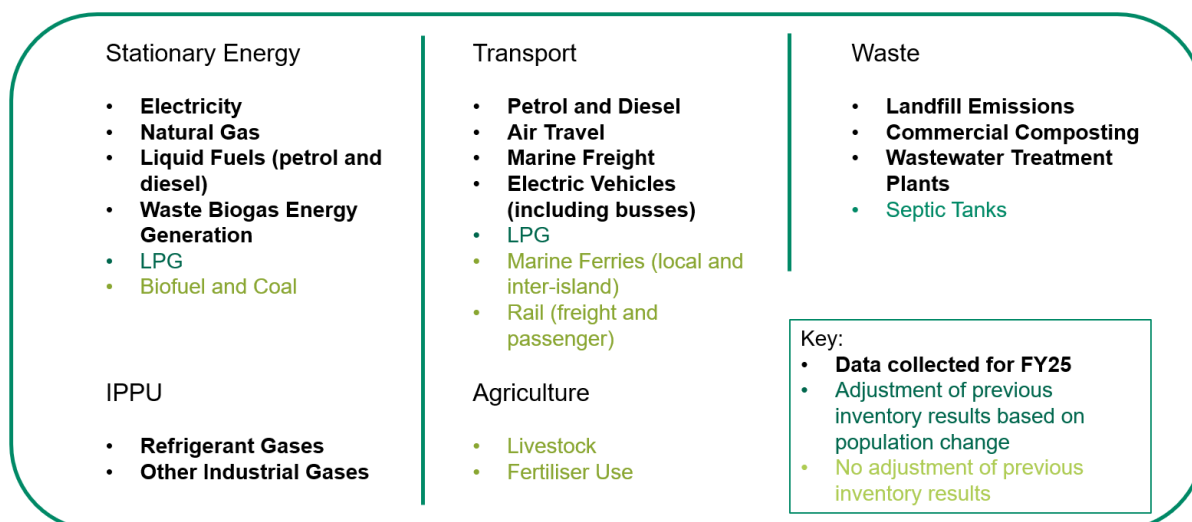 Stationary Energy
• Electricity
• Natural Gas
• Liquid Fuels (petrol and
diesel)
• Waste Biogas Energy
Generation
• LPG
• Biofuel and Coal
Transport
• Petrol and Diesel
• Air Travel
• Marine Freight
• Electric Vehicles
(including busses)
• LPG
• Marine Ferries (local and
inter-island)
• Rail (freight and
passenger)
Waste
• Landfill Emissions
• Commercial Composting
• Wastewater Treatment
Plants
• Septic Tanks
IPPU
• Refrigerant Gases
• Other Industrial Gases
Agriculture
• Livestock
• Fertiliser Use
Key:
• Data collected for FY25
• Adjustment of previous
inventory results based on
population change
• No adjustment of previous
inventory results